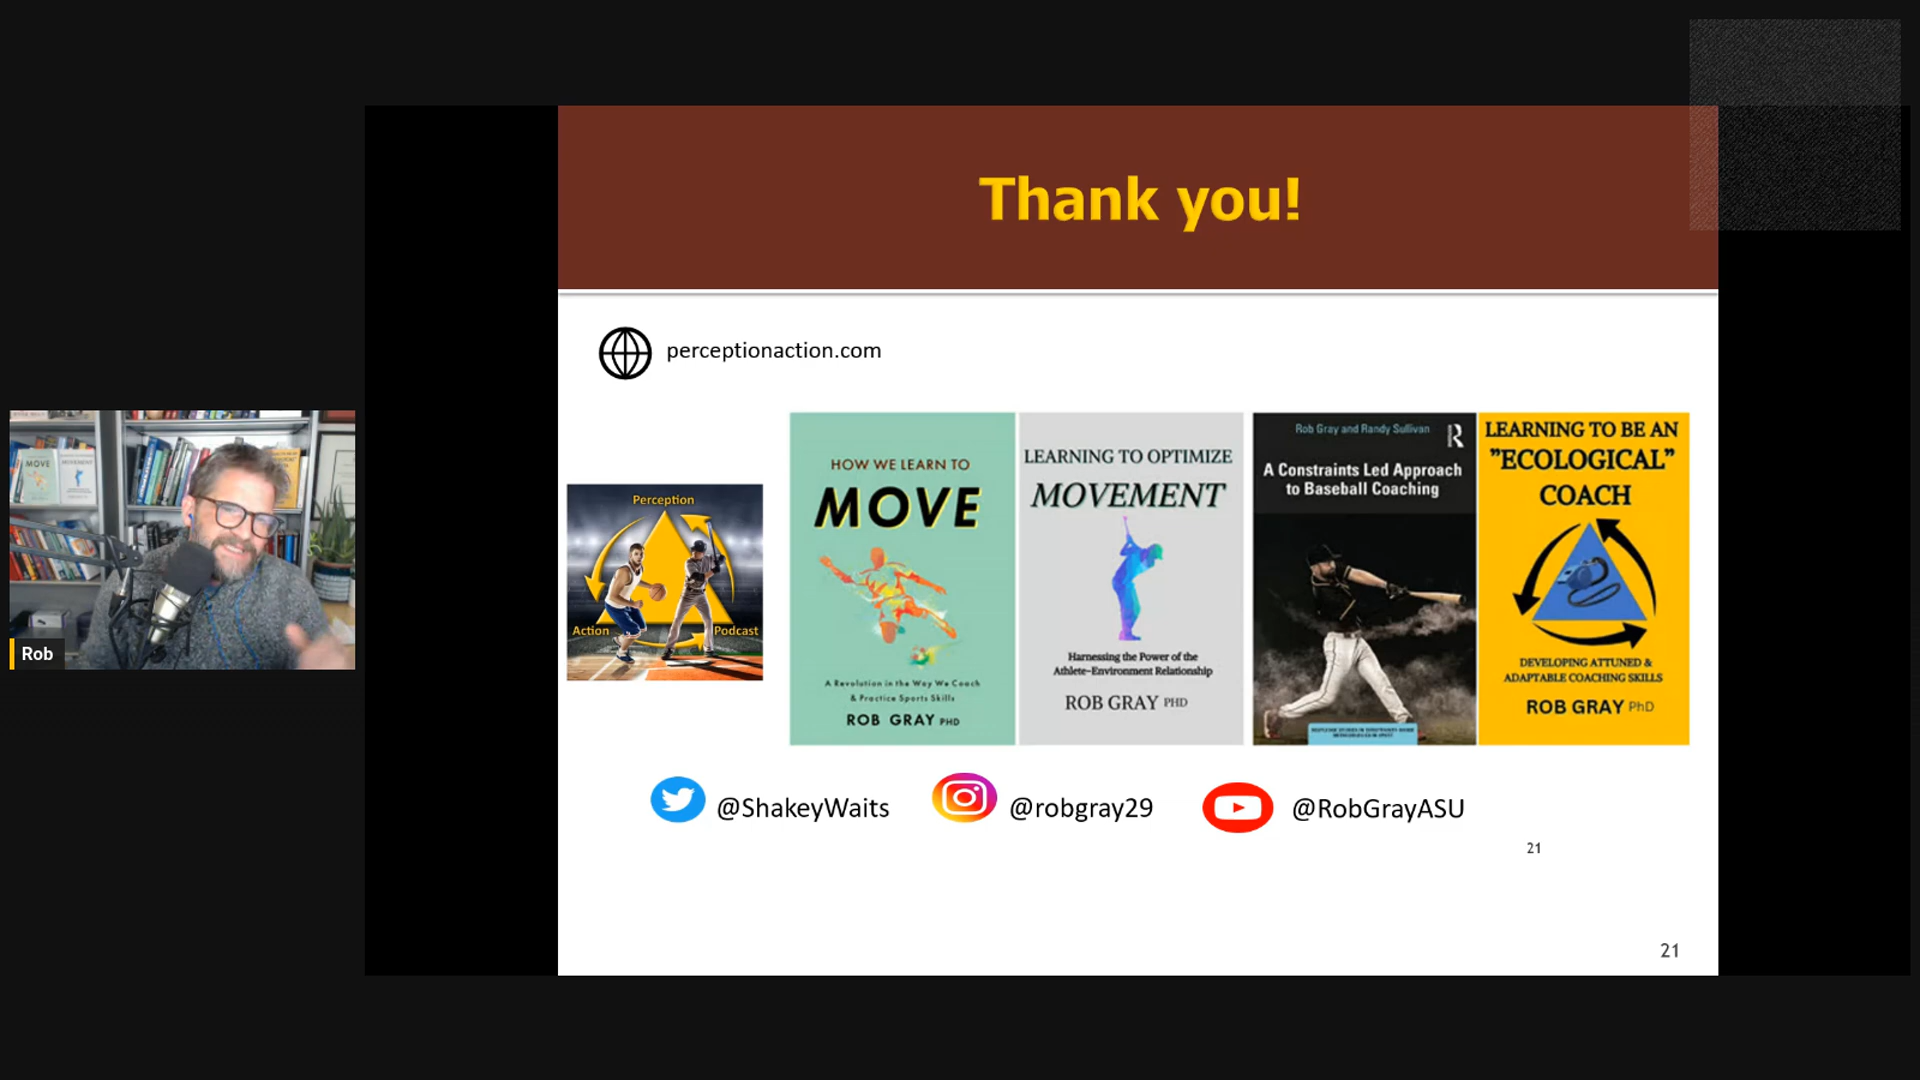 Thank you!
perceptionaction.com
Perception
Action
Podcast
HOW WE LEARN TO
MOVE
A Revolution in the Way We Coach
& Practice Sports Skills
ROB GRAY PHD
LEARNING TO OPTIMIZE
MOVEMENT
Harnessing the Power of the
Athlete-Environment Relationship
ROB GRAY PHD
Rob Gray and Randy Sullivan
R
A Constraints Led Approach
to Baseball Coaching
LEARNING TO BE AN
"ECOLOGICAL"
COACH
DEVELOPING ATTUNED &
ADAPTABLE COACHING SKILLS
ROB GRAY PhD
@ShakeyWaits
@robgray29
@RobGrayASU
21
21
MOVE
Rob